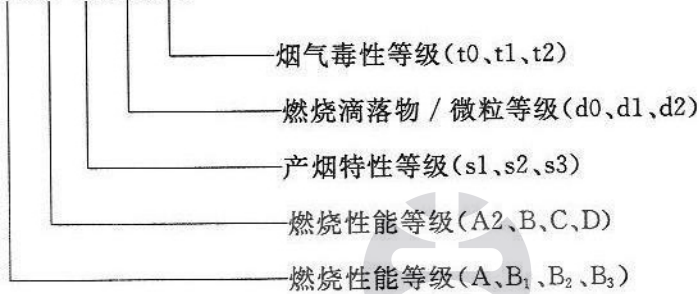 烟气毒性等级(t0、t1、t2)
燃烧滴落物/微粒等级(d0、d1、d2)
产烟特性等级(s1、s2、s3)
燃烧性能等级(A2、B、C、D)
燃烧性能等级(A、B₁、B₂、B₃)